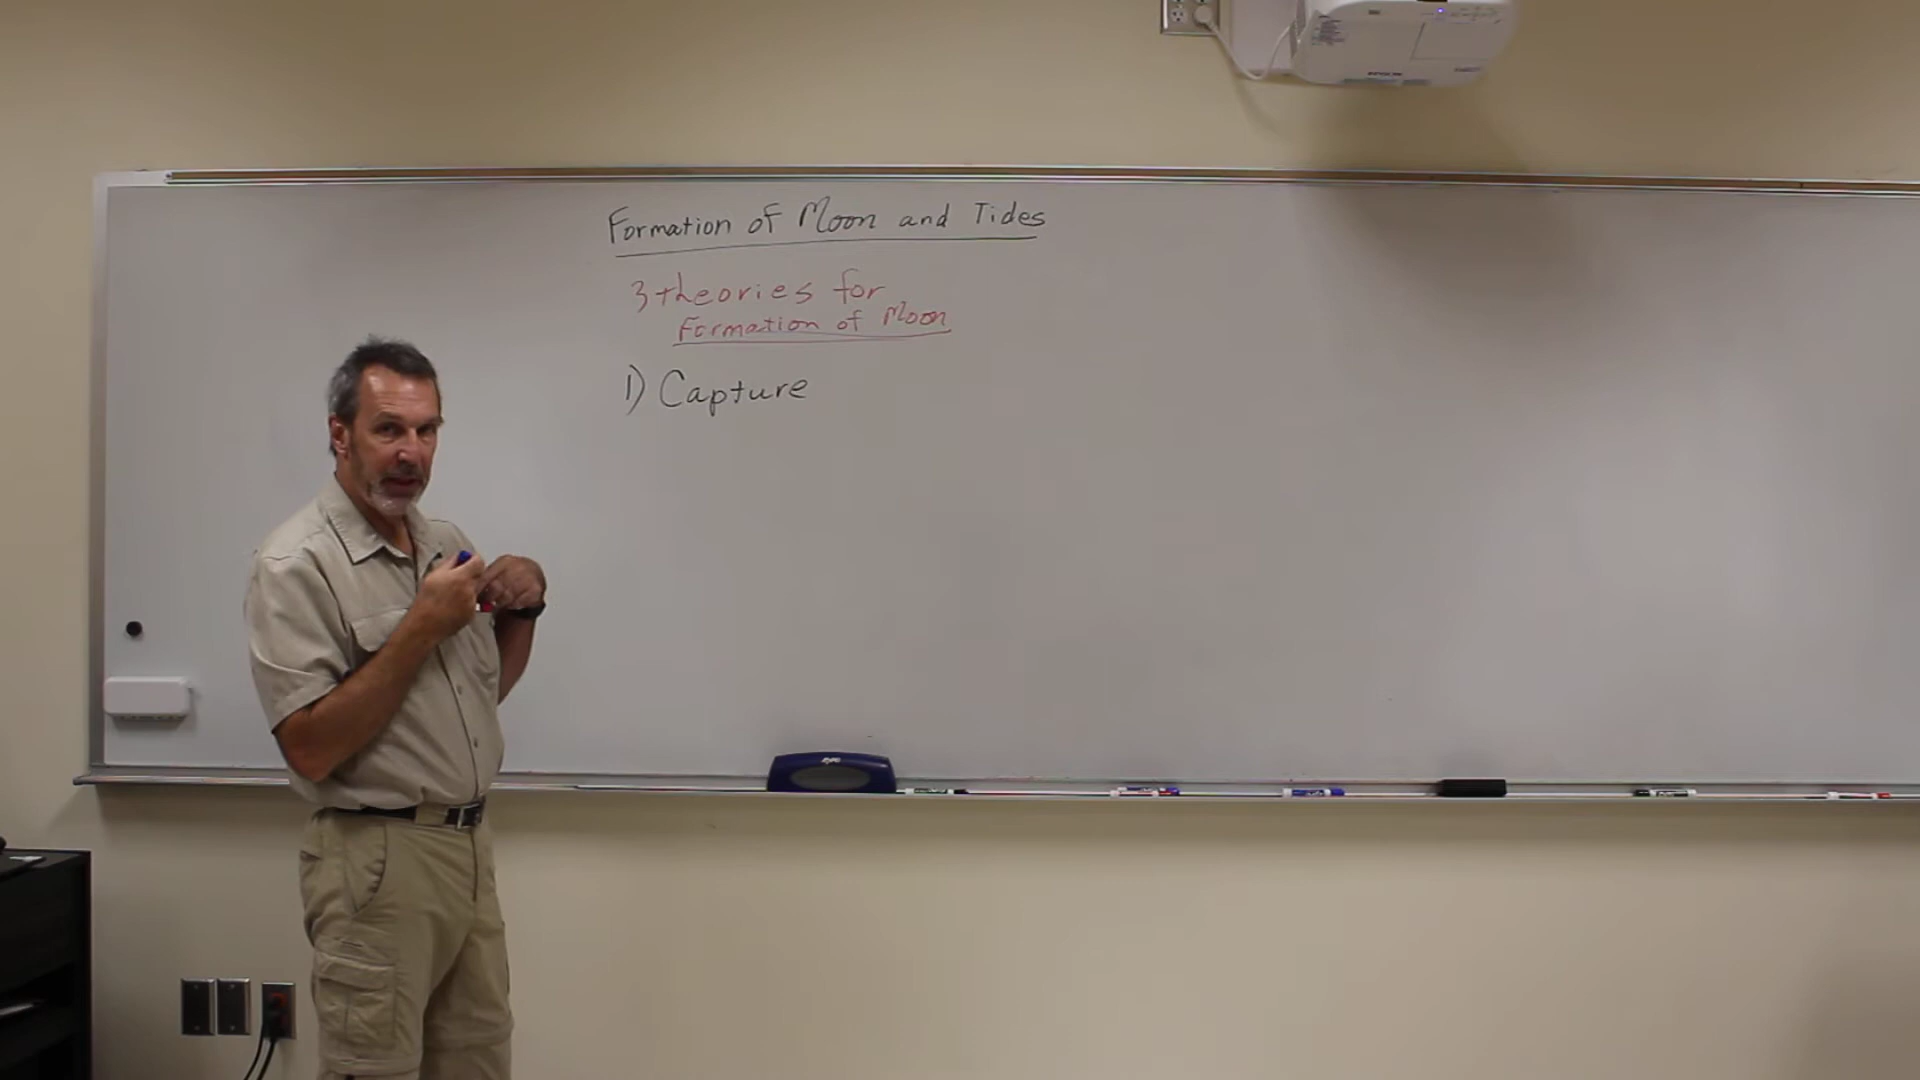 Formation of Moon and Tides
3 theories for
Formation of Moon
1) Capture